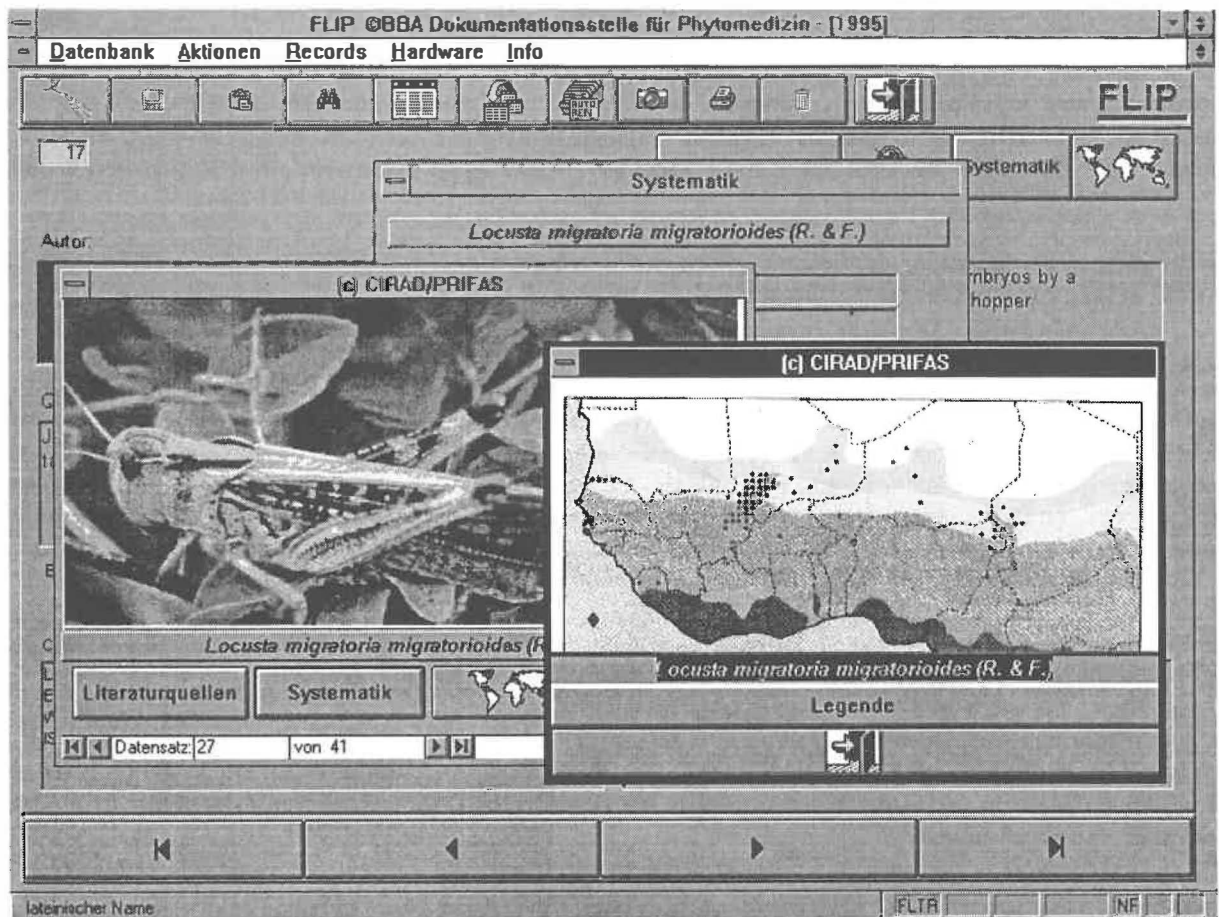 FLIP ©BBA Dokumentationsstelle für Phytomedizin - [1995]
Datenbank Aktionen Records Hardware Info
AUTO
REIN
FLIP
17
Systematik
Systematik
Locusta migratoria migratorioides (R. & F.)
Autor:
mbryos by a
hopper
(c) CIRAD/PRIFAS
(c) CIRAD/PRIFAS
Locusta migratoria migratorioides (R
ocusta migratoria migratorioides (R. & F.)
Literaturquellen
Systematik
Legende
Datensatz: 27 von 41
lateinischer Name
FLTR
NF